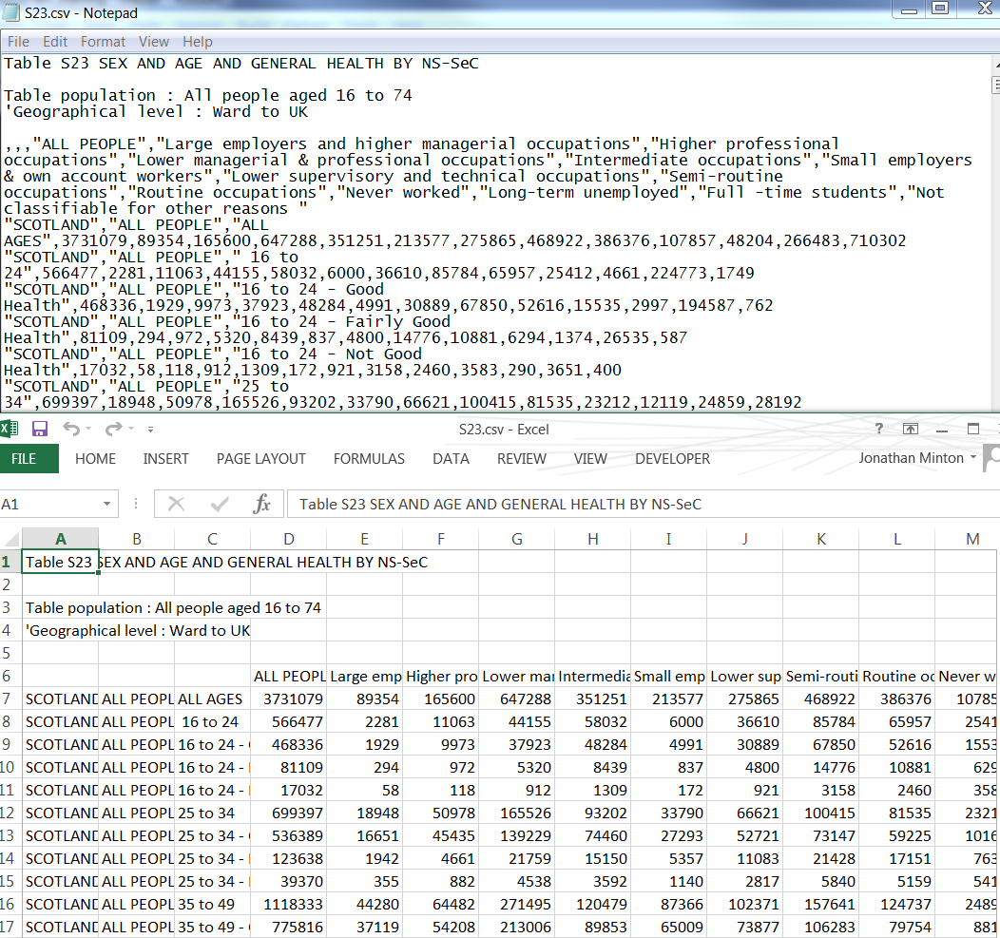 S23.csv - Notepad
File Edit Format View Help
Table S23 SEX AND AGE AND GENERAL HEALTH BY NS-SeC
Table population : All people aged 16 to 74
'Geographical level : Ward to UK
,,,"ALL PEOPLE","Large employers and higher managerial occupations","Higher professional
occupations","Lower managerial & professional occupations","Intermediate occupations","Small employers
& own account workers","Lower supervisory and technical occupations","Semi-routine
occupations","Routine occupations","Never worked","Long-term unemployed","Full -time students","Not
classifiable for other reasons "
"SCOTLAND","ALL PEOPLE","ALL
AGES",3731079,89354,165600,647288,351251,213577,275865,468922,386376,107857,48204,266483,710302
"SCOTLAND","ALL PEOPLE"," 16 to
24",566477,2281,11063,44155,58032,6000,36610,85784,65957,25412,4661,224773,1749
"SCOTLAND","ALL PEOPLE","16 to 24 - Good
Health",468336,1929,9973,37923,48284,4991,30889,67850,52616,15535,2997,194587,762
"SCOTLAND","ALL PEOPLE","16 to 24 - Fairly Good
Health",81109,294,972,5320,8439,837,4800,14776,10881,6294,1374,26535,587
"SCOTLAND","ALL PEOPLE","16 to 24 - Not Good
Health",17032,58,118,912,1309,172,921,3158,2460,3583,290,3651,400
"SCOTLAND","ALL PEOPLE","25 to
34",699397,18948,50978,165526,93202,33790,66621,100415,81535,23212,12119,24859,28192
S23.csv - Excel ?
FILE HOME INSERT PAGE LAYOUT FORMULAS DATA REVIEW VIEW DEVELOPER Jonathan Minton
A1 fx Table S23 SEX AND AGE AND GENERAL HEALTH BY NS-SeC
A B C D E F G H I J K L M
1 Table S23 SEX AND AGE AND GENERAL HEALTH BY NS-SeC
2
3 Table population : All people aged 16 to 74
4 'Geographical level : Ward to UK
5
6 ALL PEOPL Large emp Higher pro Lower mai Intermedia Small emp Lower sup Semi-routi Routine oc Never w
7 SCOTLAND ALL PEOPL ALL AGES 3731079 89354 165600 647288 351251 213577 275865 468922 386376 10785
8 SCOTLAND ALL PEOPL 16 to 24 566477 2281 11063 44155 58032 6000 36610 85784 65957 2541
9 SCOTLAND ALL PEOPL 16 to 24 - 468336 1929 9973 37923 48284 4991 30889 67850 52616 1553
10 SCOTLAND ALL PEOPL 16 to 24 - 81109 294 972 5320 8439 837 4800 14776 10881 629
11 SCOTLAND ALL PEOPL 16 to 24 - 17032 58 118 912 1309 172 921 3158 2460 358
12 SCOTLAND ALL PEOPL 25 to 34 699397 18948 50978 165526 93202 33790 66621 100415 81535 2321
13 SCOTLAND ALL PEOPL 25 to 34 - 536389 16651 45435 139229 74460 27293 52721 73147 59225 1016
14 SCOTLAND ALL PEOPL 25 to 34 - 123638 1942 4661 21759 15150 5357 11083 21428 17151 763
15 SCOTLAND ALL PEOPL 25 to 34 - 39370 355 882 4538 3592 1140 2817 5840 5159 541
16 SCOTLAND ALL PEOPL 35 to 49 1118333 44280 64482 271495 120479 87366 102371 157641 124737 2489
17 SCOTLAND ALL PEOPL 35 to 49 - 775816 37119 54208 213006 89853 65009 73877 106283 79754 881